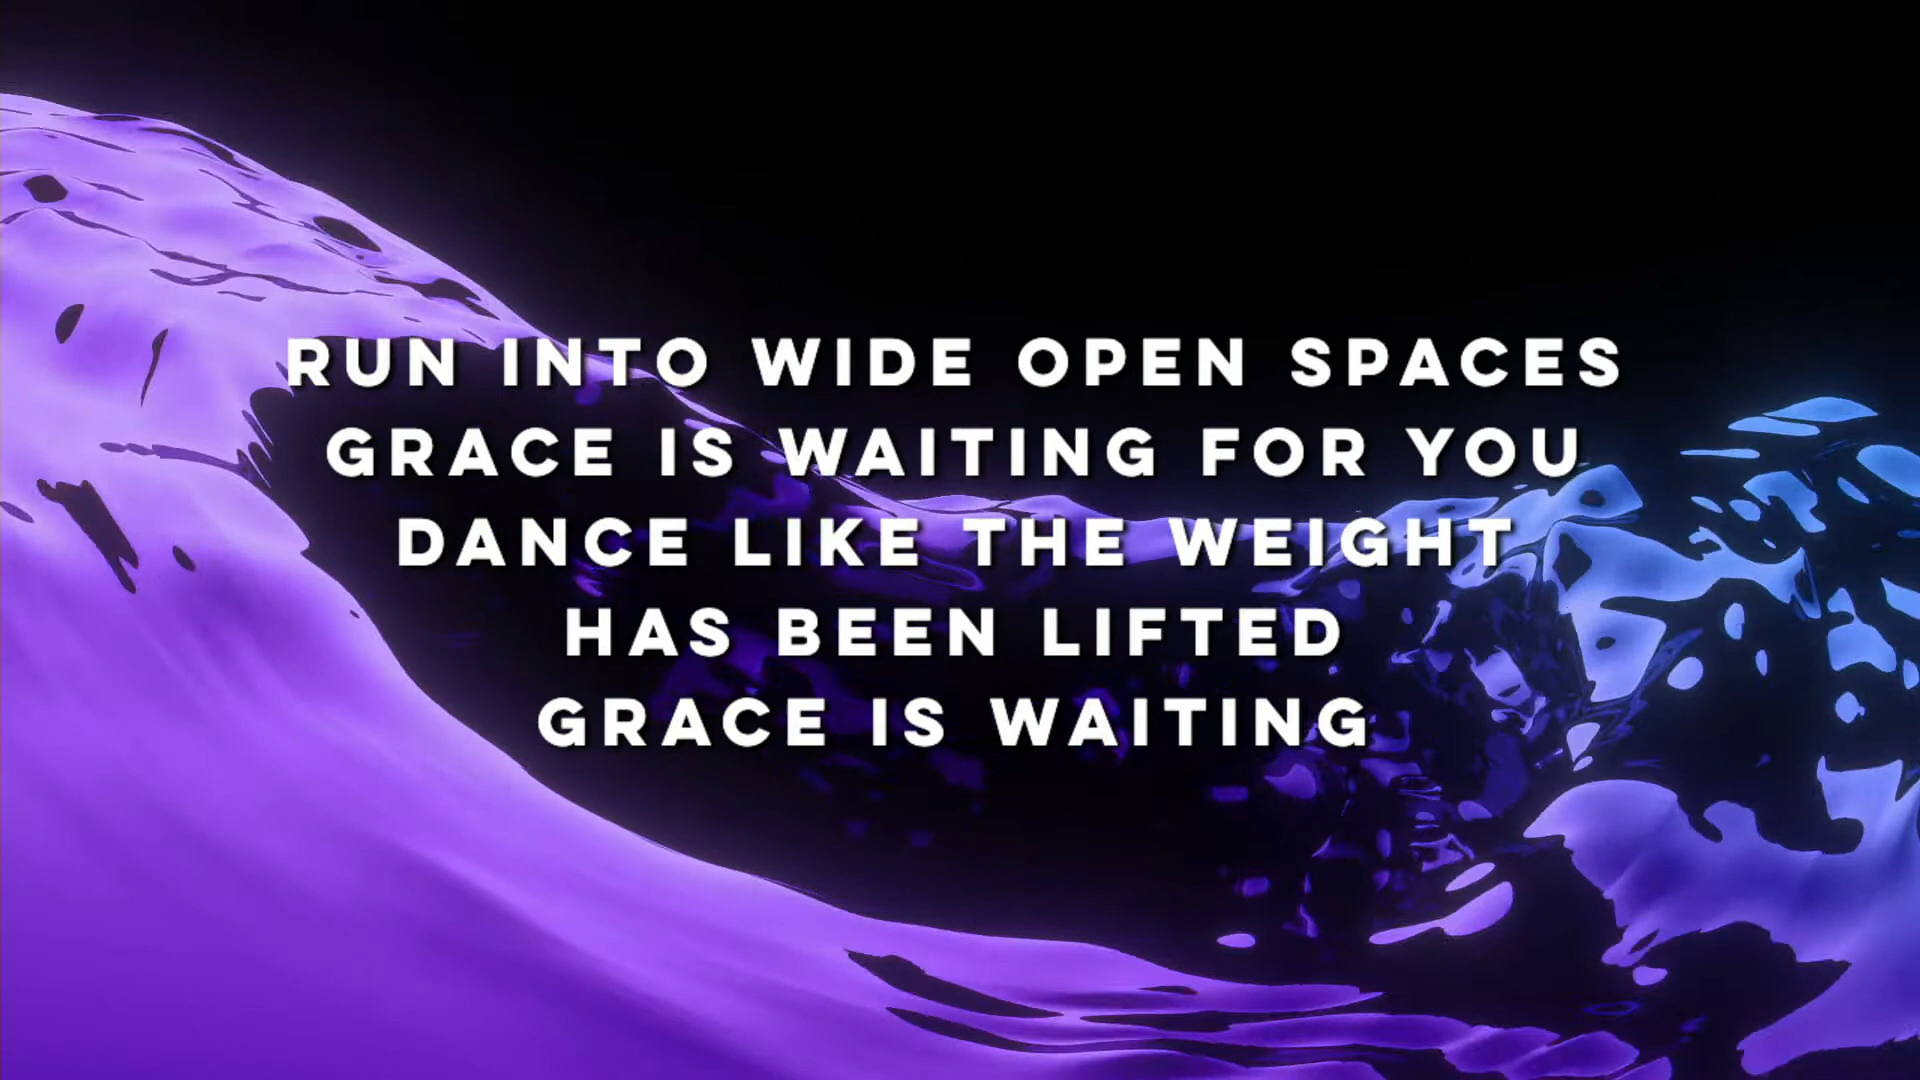 RUN INTO WIDE OPEN SPACES
GRACE IS WAITING FOR YOU
DANCE LIKE THE WEIGHT
HAS BEEN LIFTED
GRACE IS WAITING